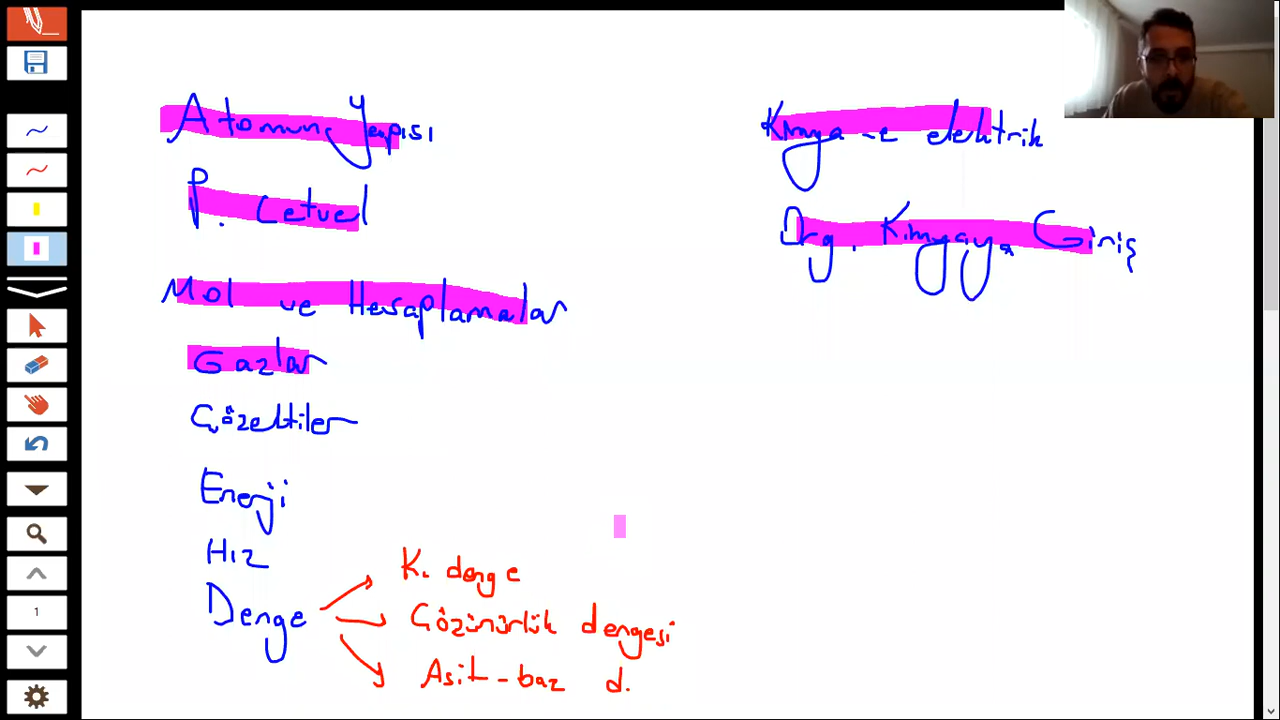 Atomun Yapısı
P. Cetvel
Mol ve Hesaplamalar
Gazlar
Çözeltiler
Enerji
Hız
Denge
K. denge
Çözünürlük dengesi
Asit-baz d.
Kimya ve elektrik
Org. Kimyaya Giriş
1